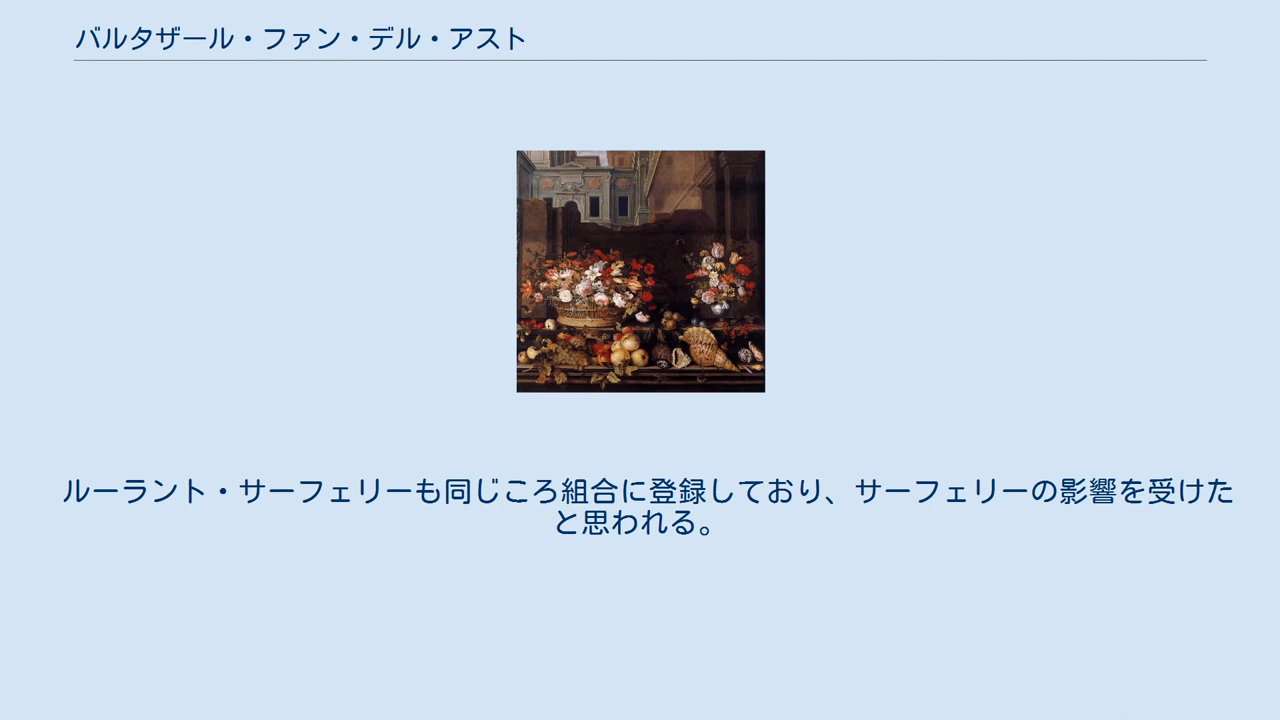 バルタザール・ファン・デル・アスト
ルーラント・サーフェリーも同じころ組合に登録しており、サーフェリーの影響を受けた
と思われる。